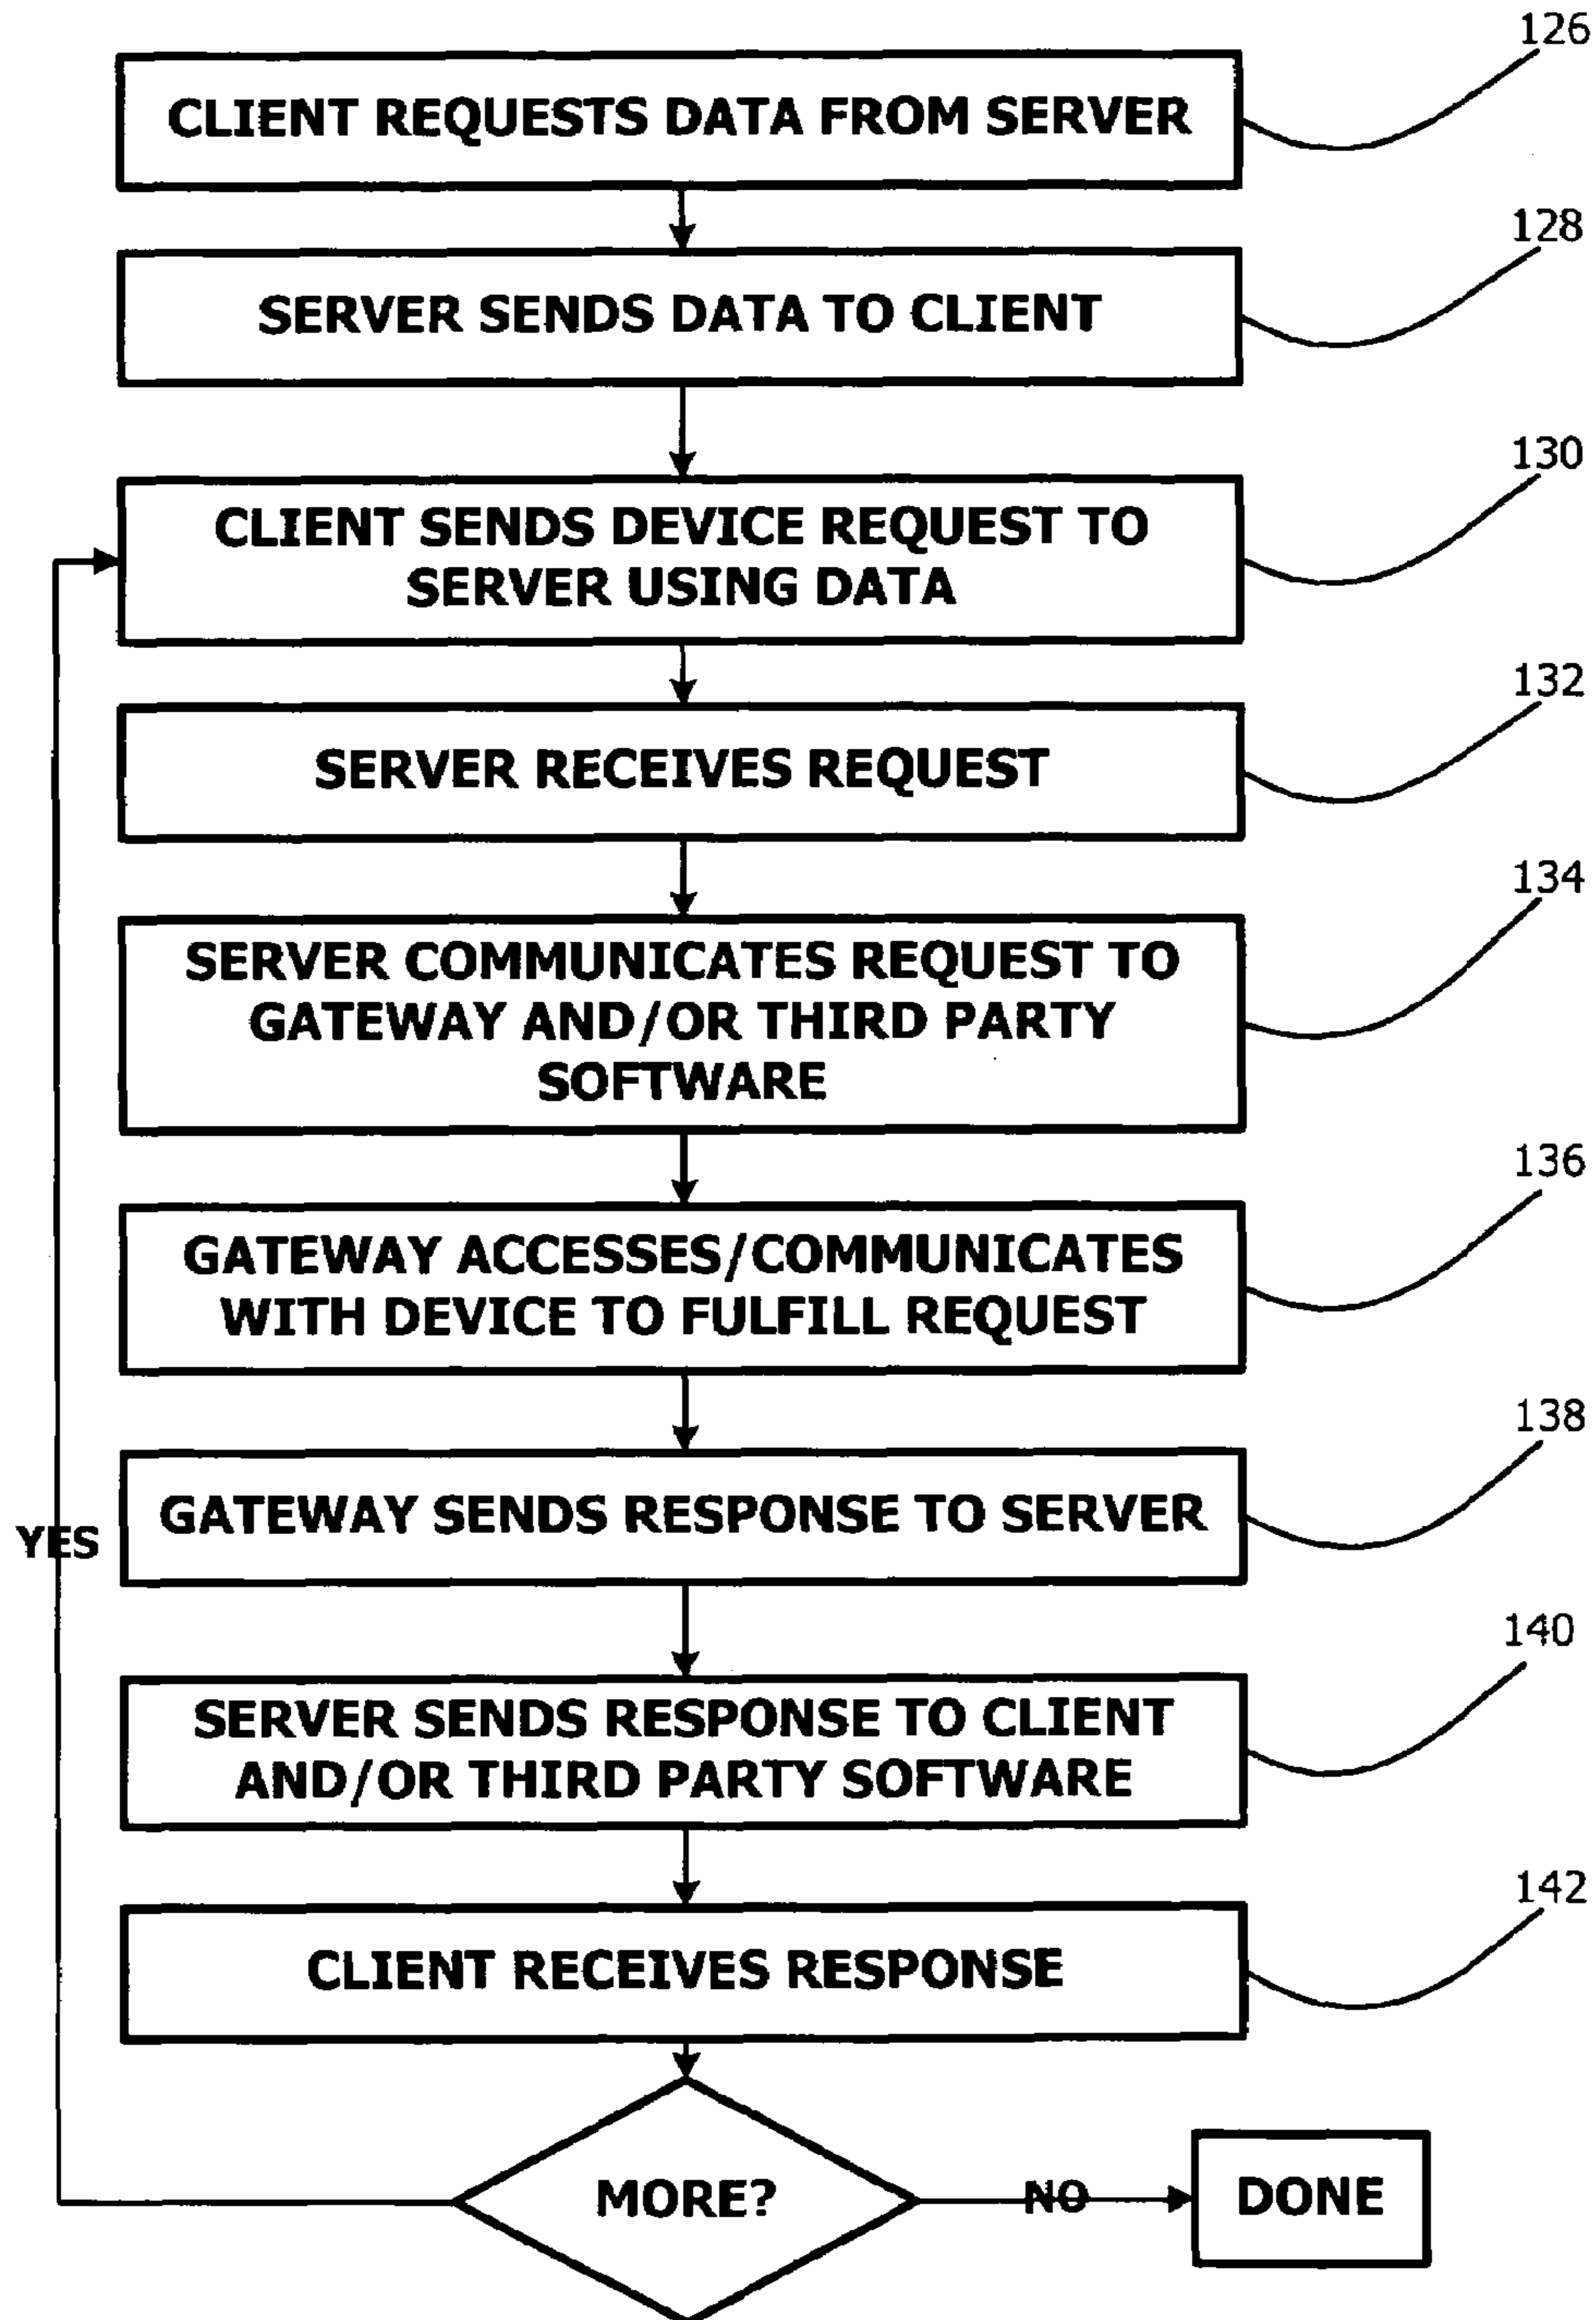 126
CLIENT REQUESTS DATA FROM SERVER
128
SERVER SENDS DATA TO CLIENT
130
CLIENT SENDS DEVICE REQUEST TO
SERVER USING DATA
132
SERVER RECEIVES REQUEST
134
SERVER COMMUNICATES REQUEST TO
GATEWAY AND/OR THIRD PARTY
SOFTWARE
136
GATEWAY ACCESSES/COMMUNICATES
WITH DEVICE TO FULFILL REQUEST
138
GATEWAY SENDS RESPONSE TO SERVER
YES
140
SERVER SENDS RESPONSE TO CLIENT
AND/OR THIRD PARTY SOFTWARE
142
CLIENT RECEIVES RESPONSE
MORE?
NO
DONE